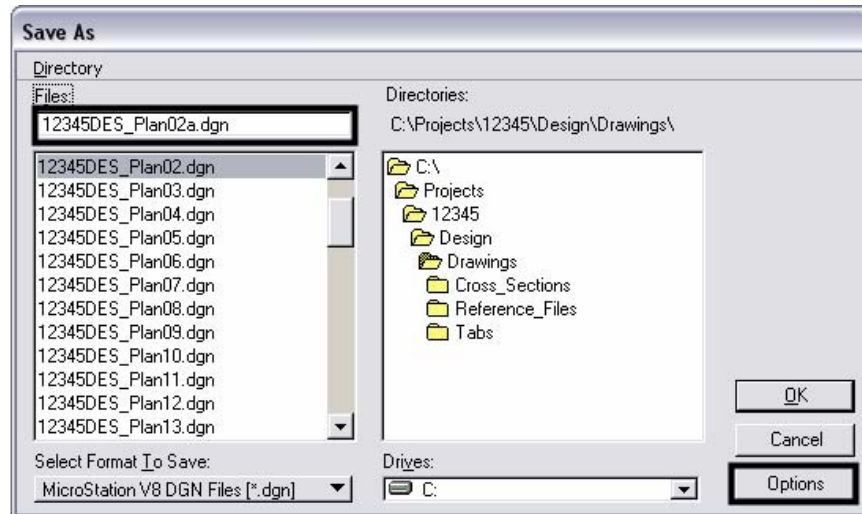 Save As
Directory
Files:
12345DES_Plan02a.dgn
12345DES_Plan02.dgn
12345DES_Plan03.dgn
12345DES_Plan04.dgn
12345DES_Plan05.dgn
12345DES_Plan06.dgn
12345DES_Plan07.dgn
12345DES_Plan08.dgn
12345DES_Plan09.dgn
12345DES_Plan10.dgn
12345DES_Plan11.dgn
12345DES_Plan12.dgn
12345DES_Plan13.dgn
Select Format To Save:
MicroStation V8 DGN Files [*.dgn]
Directories:
C:\Projects\12345\Design\Drawings\
C:\
Projects
12345
Design
Drawings
Cross_Sections
Reference_Files
Tabs
Drives:
C:
OK
Cancel
Options